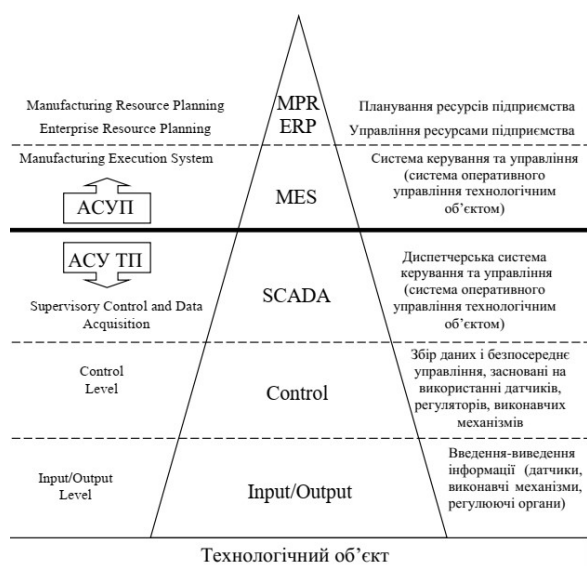 Manufacturing Resource Planning
Enterprise Resource Planning
MPR
ERP
Планування ресурсів підприємства
Управління ресурсами підприємства
Manufacturing Execution System
АСУП
MES
Система керування та управління
(система оперативного
управління технологічним
об’єктом)
АСУ ТП
Supervisory Control and Data
Acquisition
SCADA
Диспетчерська система
керування та управління
(система оперативного
управління технологічним
об’єктом)
Control
Level
Control
Збір даних і безпосереднє
управління, засновані на
використанні датчиків,
регуляторів, виконавчих
механізмів
Input/Output
Level
Input/Output
Введення-виведення
інформації (датчики,
виконавчі механізми,
регулюючі органи)
Технологічний об’єкт